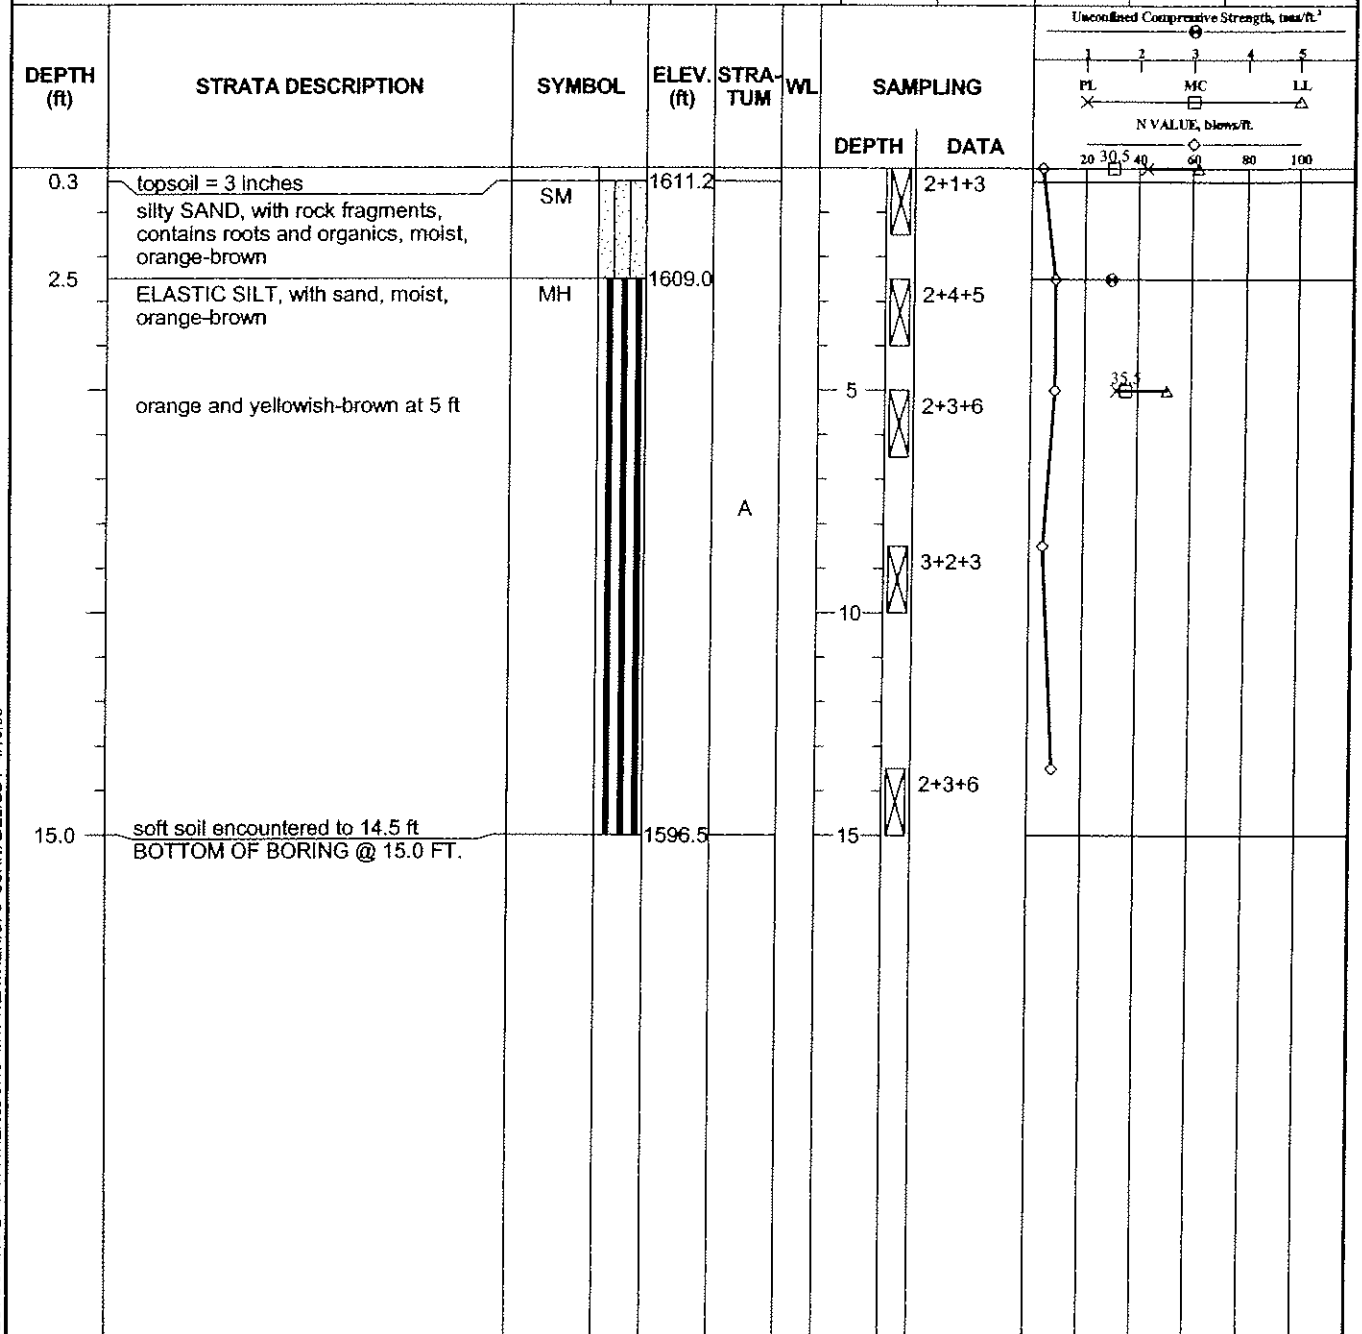 Unconfined Compressive Strength, tons/ft.²
1 2 3 4 5
DEPTH (ft)
STRATA DESCRIPTION
SYMBOL
ELEV. (ft)
STRA-TUM
WL
SAMPLING
PL MC LL
N VALUE, blows/ft.
DEPTH DATA
20 30.5 40 60 80 100
0.3 topsoil = 3 inches 1611.2 2+1+3
SM
silty SAND, with rock fragments,
contains roots and organics, moist,
orange-brown
2.5 1609.0
ELASTIC SILT, with sand, moist, MH 2+4+5
orange-brown
35.5
5
orange and yellowish-brown at 5 ft 2+3+6
A
3+2+3
10
2+3+6
soft soil encountered to 14.5 ft
15.0 1596.5 15
BOTTOM OF BORING @ 15.0 FT.